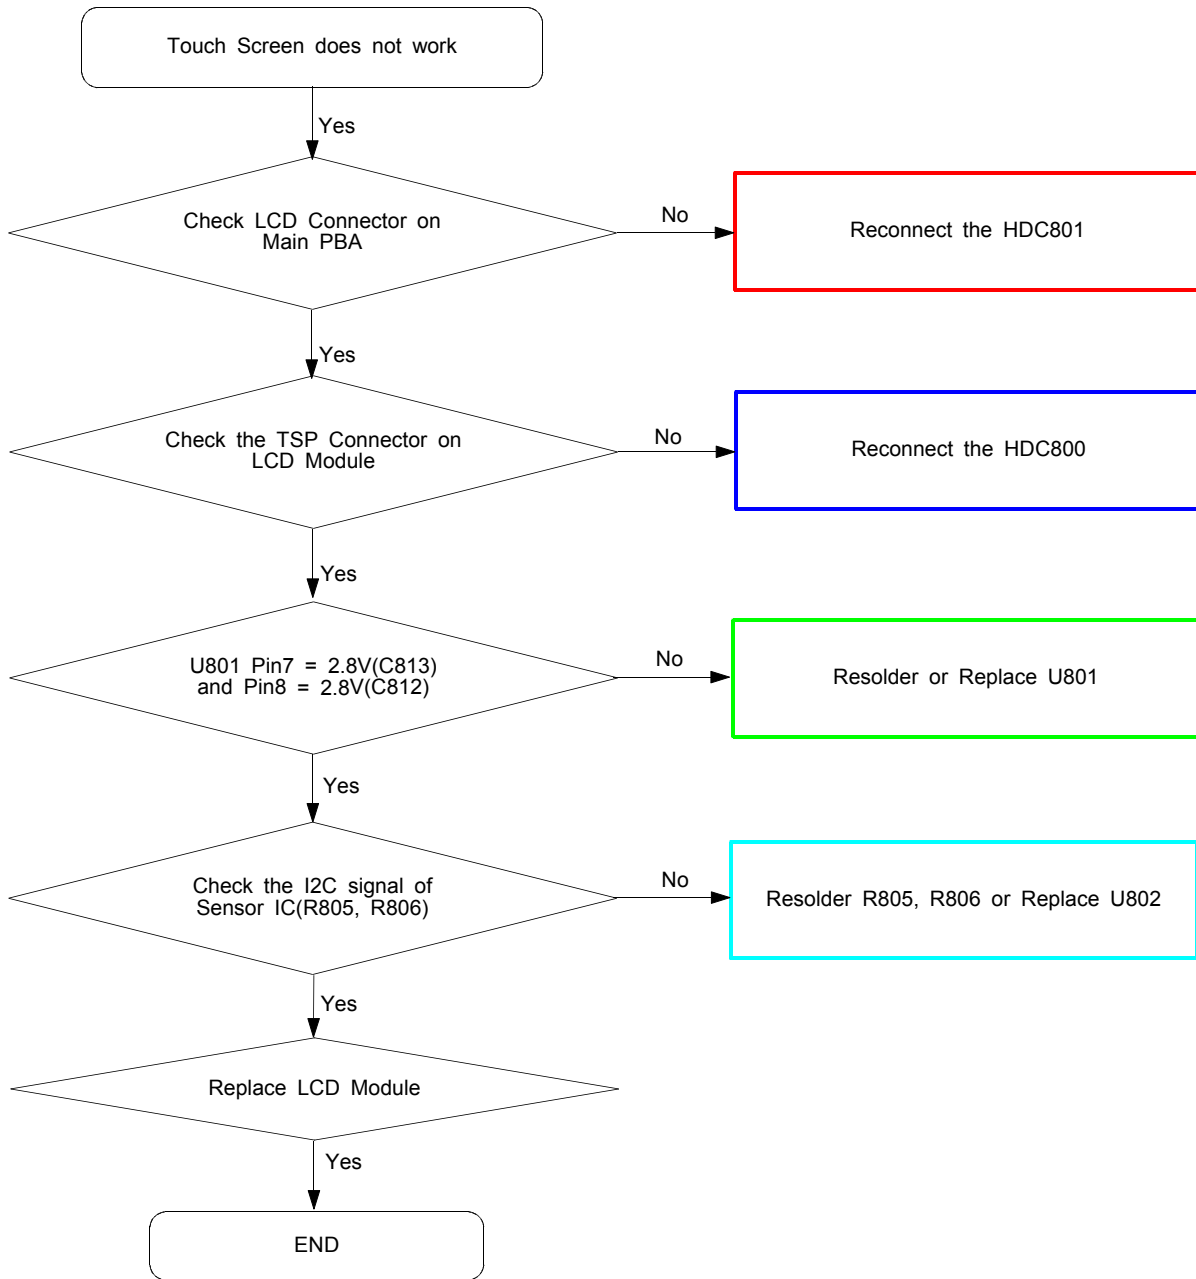 Touch Screen does not work
Yes
Check LCD Connector on
Main PBA
No
Reconnect the HDC801
Yes
Check the TSP Connector on
LCD Module
No
Reconnect the HDC800
Yes
U801 Pin7 = 2.8V(C813)
and Pin8 = 2.8V(C812)
No
Resolder or Replace U801
Yes
Check the I2C signal of
Sensor IC(R805, R806)
No
Resolder R805, R806 or Replace U802
Yes
Replace LCD Module
Yes
END